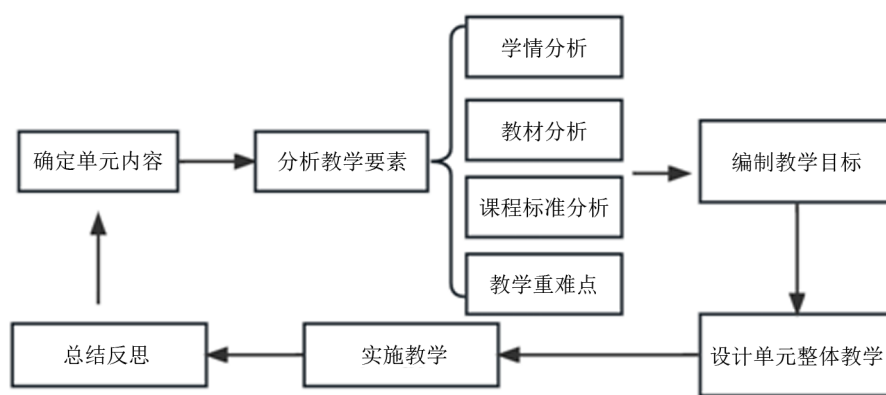 确定单元内容
分析教学要素
学情分析
教材分析
课程标准分析
教学重难点
编制教学目标
设计单元整体教学
实施教学
总结反思